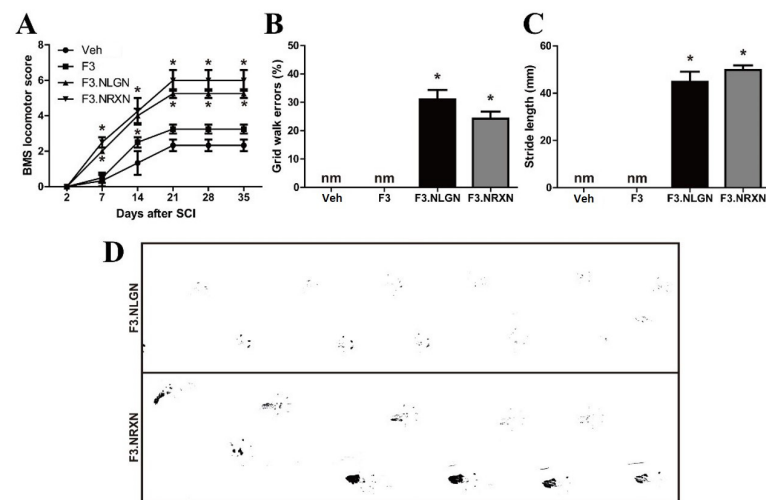 A
BMS locomotor score
8
6
4
2
0
Veh
F3
F3.NLGN
F3.NRXN
* * * * *
* * * * *
2 7 14 21 28 35
Days after SCI
B
Grid walk errors (%)
50
40
30
20
10
0
nm nm * *
Veh F3 F3.NLGN F3.NRXN
C
Stride length (mm)
60
40
20
0
nm nm * *
Veh F3 F3.NLGN F3.NRXN
D
F3.NLGN
F3.NRXN